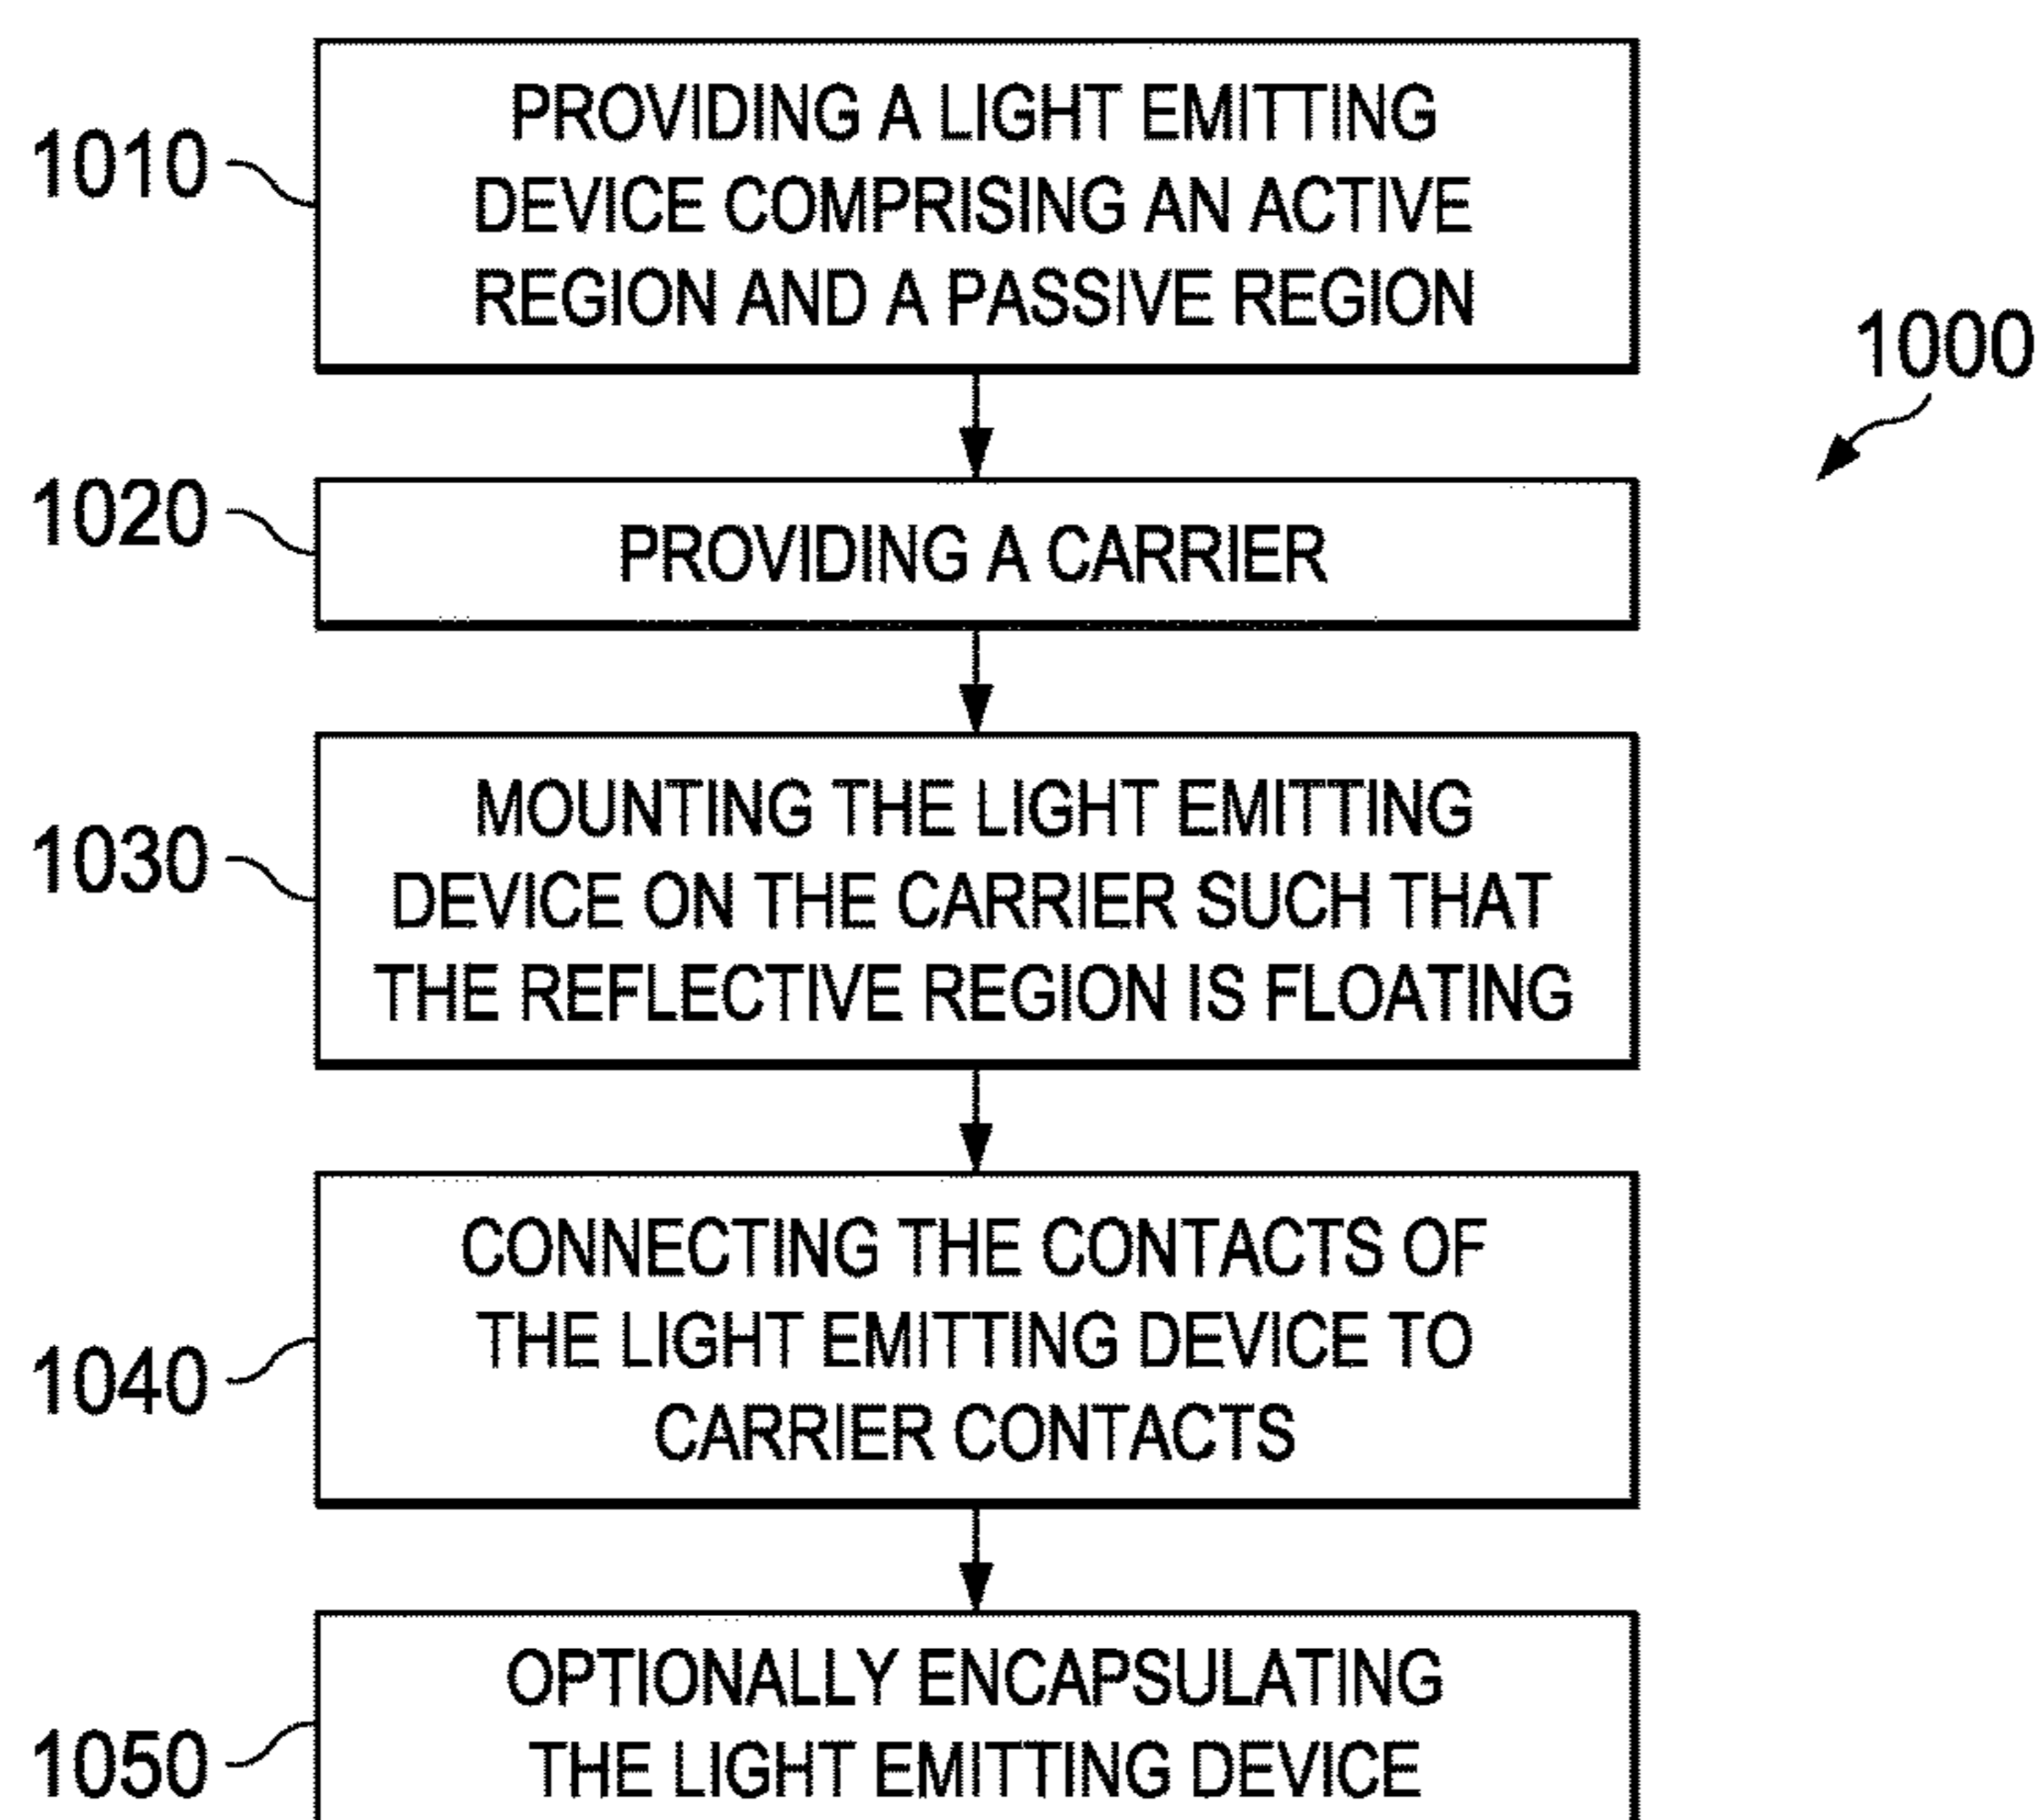 1010
PROVIDING A LIGHT EMITTING
DEVICE COMPRISING AN ACTIVE
REGION AND A PASSIVE REGION
1000
1020
PROVIDING A CARRIER
1030
MOUNTING THE LIGHT EMITTING
DEVICE ON THE CARRIER SUCH THAT
THE REFLECTIVE REGION IS FLOATING
1040
CONNECTING THE CONTACTS OF
THE LIGHT EMITTING DEVICE TO
CARRIER CONTACTS
1050
OPTIONALLY ENCAPSULATING
THE LIGHT EMITTING DEVICE